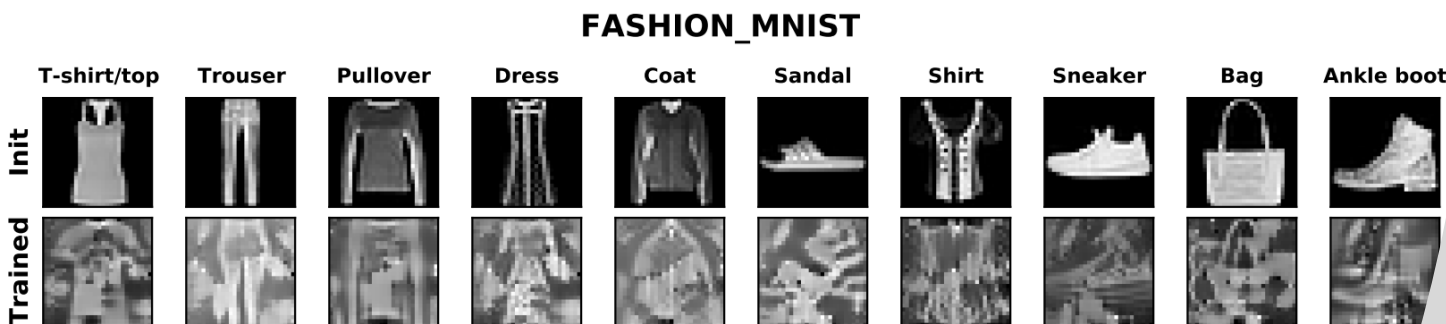 FASHION_MNIST
T-shirt/top Trouser Pullover Dress Coat Sandal Shirt Sneaker Bag Ankle boot
Init
Trained